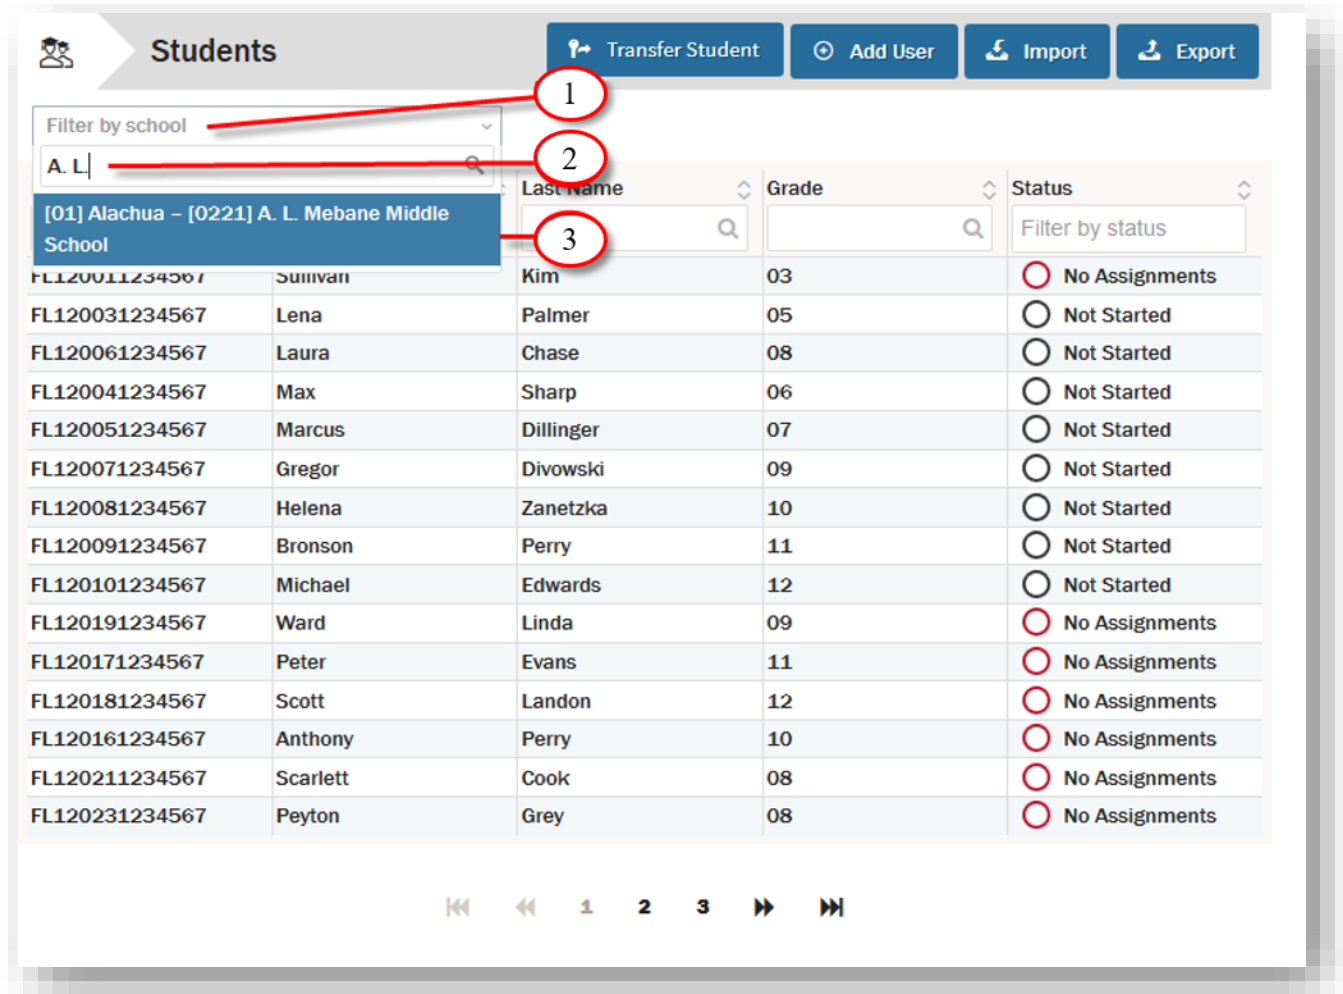 Students
Transfer Student
Add User
Import
Export
1
Filter by school
2
A. L.
Last Name
Grade
Status
[01] Alachua – [0221] A. L. Mebane Middle
School
3
Filter by status
FL120011234567 Sullivan Kim 03 No Assignments
FL120031234567 Lena Palmer 05 Not Started
FL120061234567 Laura Chase 08 Not Started
FL120041234567 Max Sharp 06 Not Started
FL120051234567 Marcus Dillinger 07 Not Started
FL120071234567 Gregor Divowski 09 Not Started
FL120081234567 Helena Zanetzka 10 Not Started
FL120091234567 Bronson Perry 11 Not Started
FL120101234567 Michael Edwards 12 Not Started
FL120191234567 Ward Linda 09 No Assignments
FL120171234567 Peter Evans 11 No Assignments
FL120181234567 Scott Landon 12 No Assignments
FL120161234567 Anthony Perry 10 No Assignments
FL120211234567 Scarlett Cook 08 No Assignments
FL120231234567 Peyton Grey 08 No Assignments
1 2 3